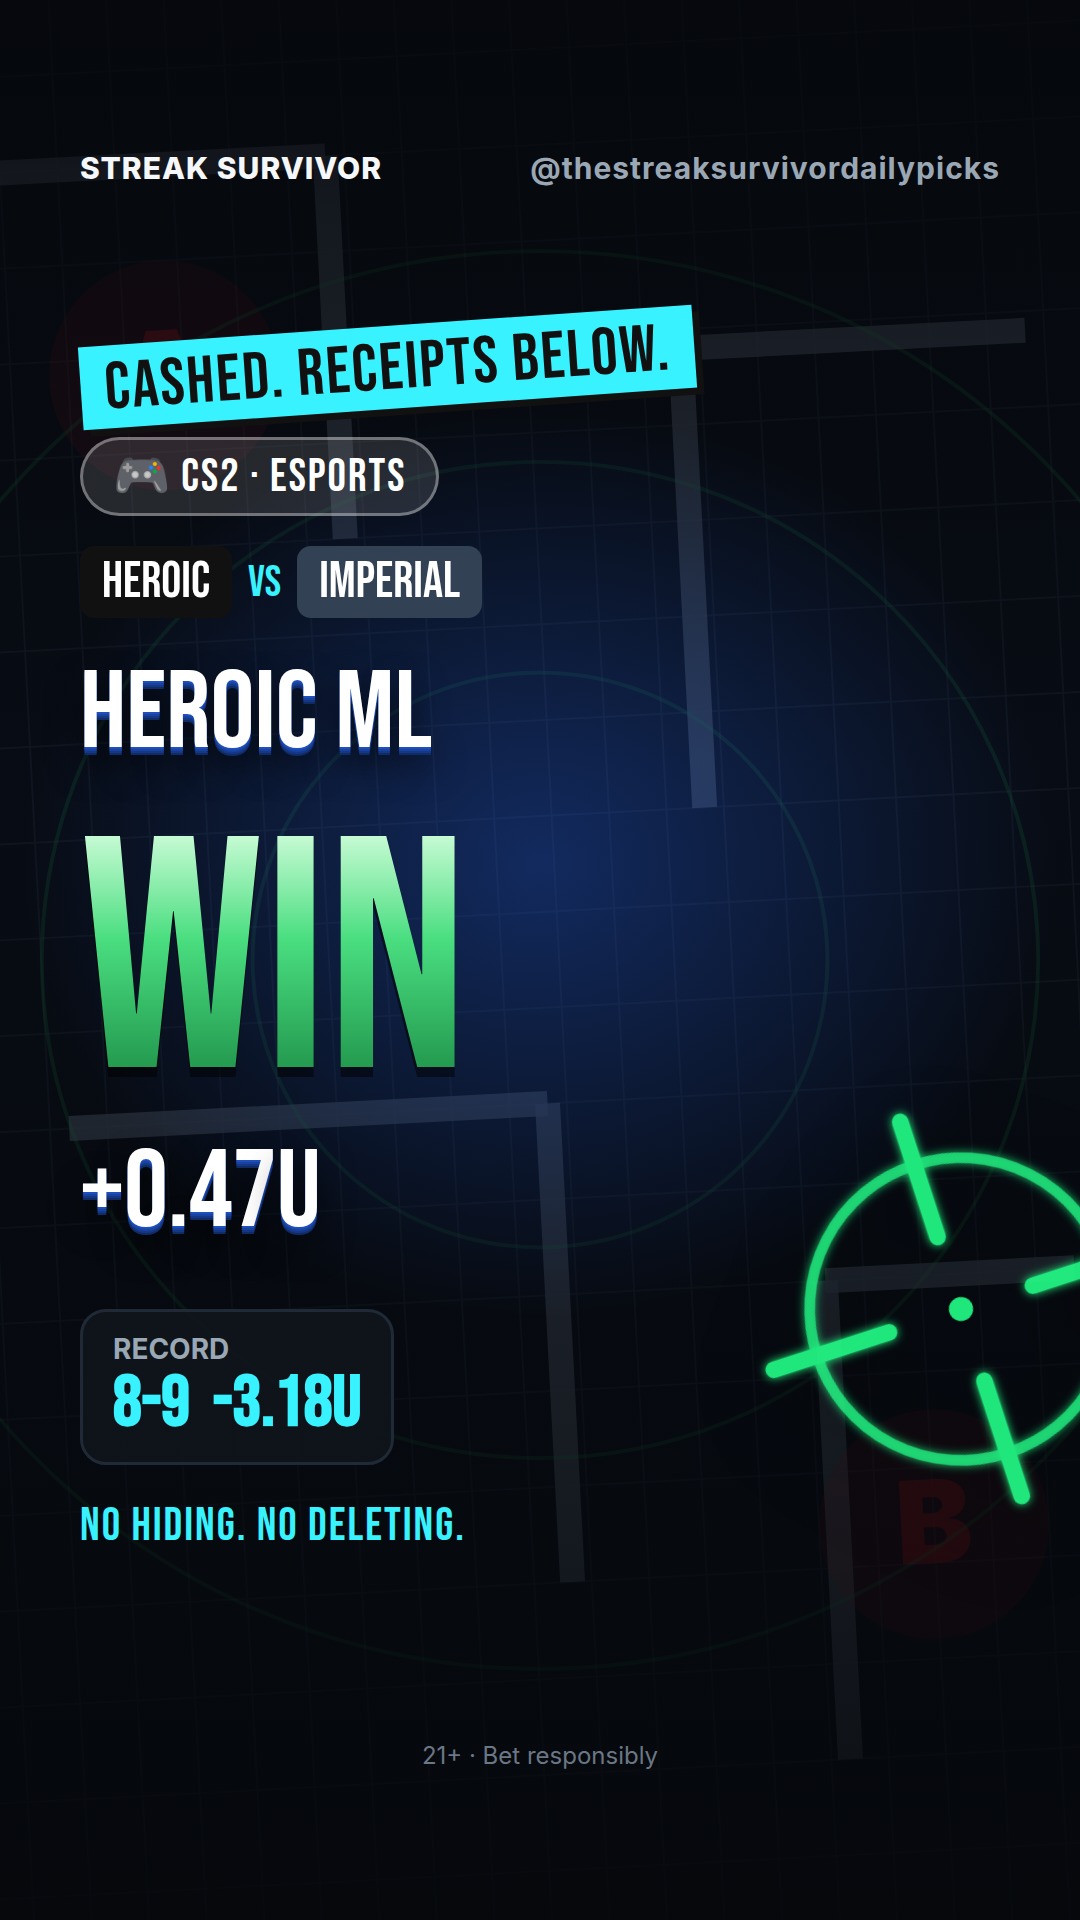 STREAK SURVIVOR @thestreaksurvivordailypicks
CASHED. RECEIPTS BELOW.
🎮 CS2 · ESPORTS
HEROIC VS IMPERIAL
HEROIC ML
WIN
+0.47U
RECORD
8-9 -3.18U
B
NO HIDING. NO DELETING.
21+ · Bet responsibly